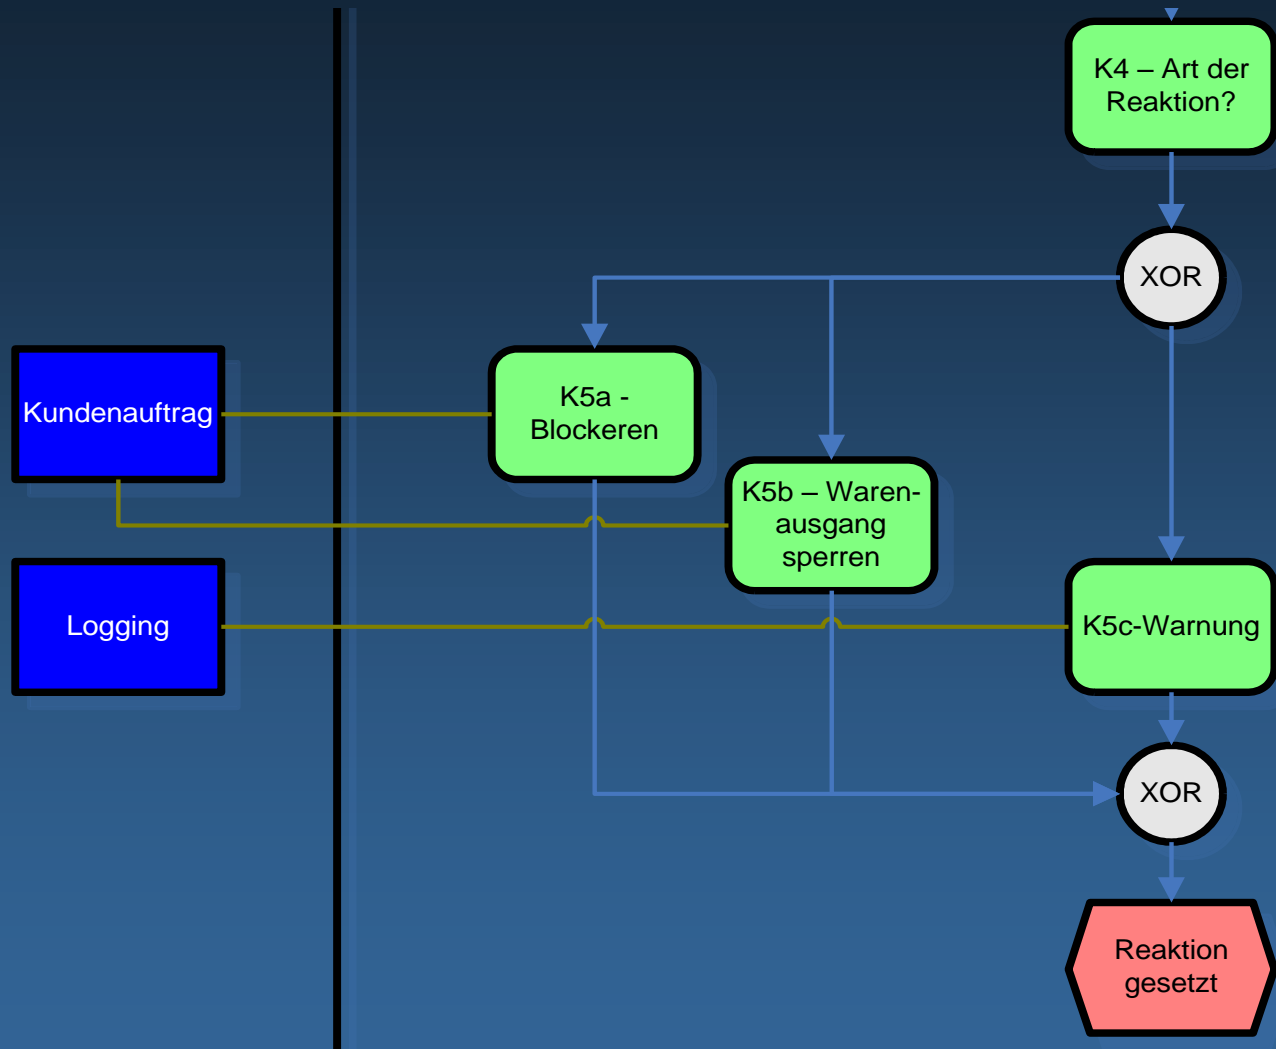 K4 – Art der
Reaktion?
XOR
Kundenauftrag
K5a -
Blockeren
K5b – Waren-
ausgang
sperren
Logging
K5c-Warnung
XOR
Reaktion
gesetzt